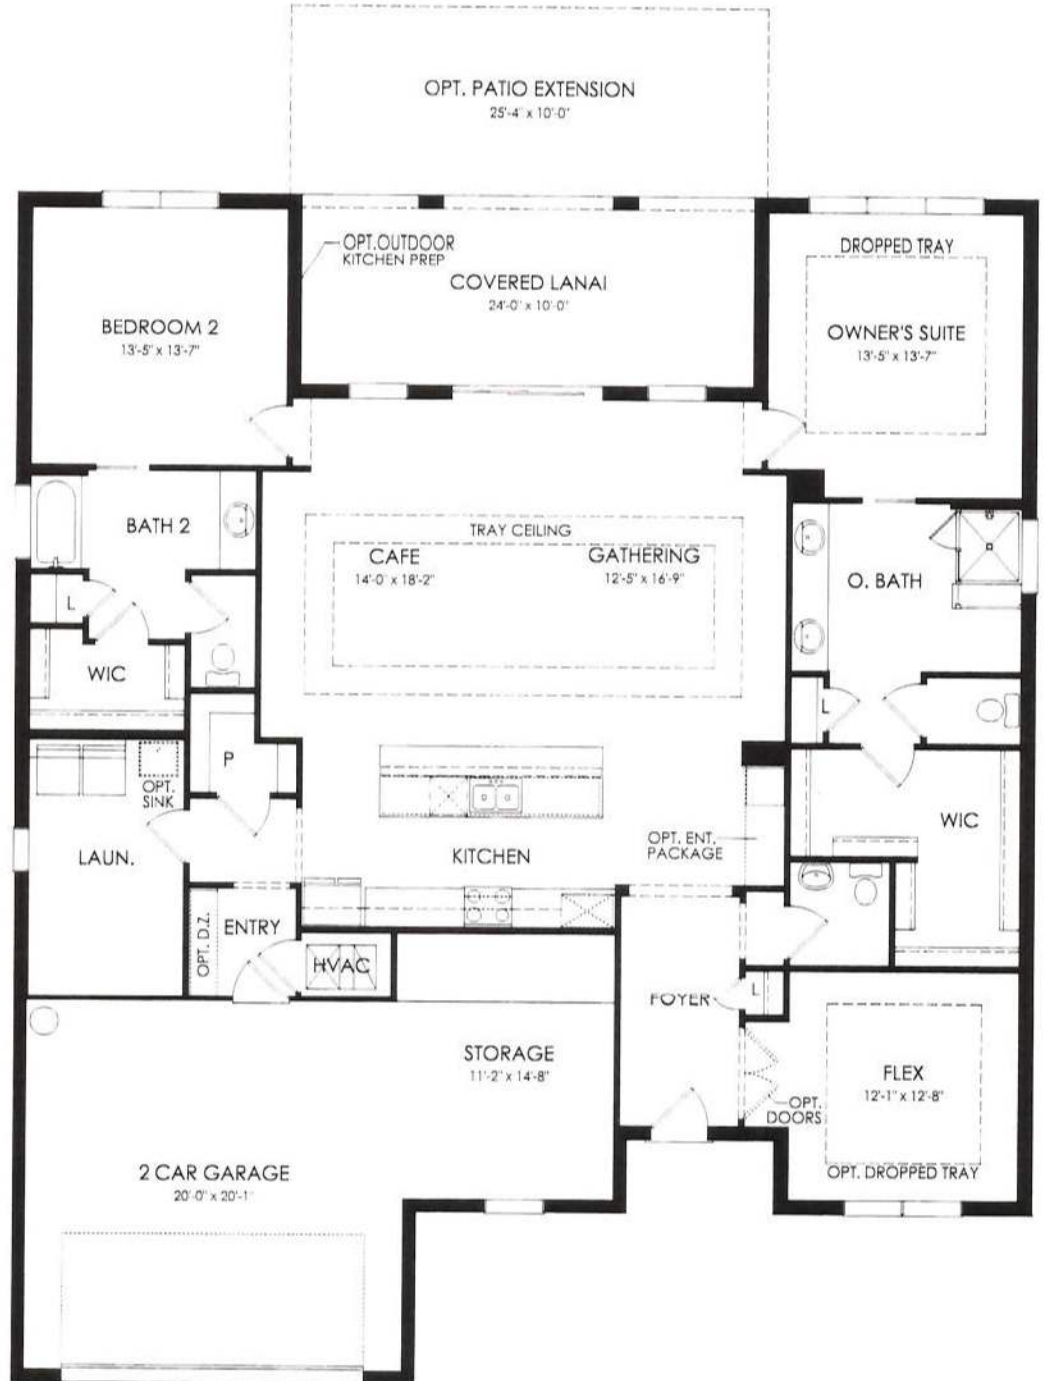 OPT. PATIO EXTENSION
25'-4" x 10'-0"
OPT.OUTDOOR
KITCHEN PREP
COVERED LANAI
24'-0" x 10'-0"
DROPPED TRAY
BEDROOM 2
13'-5" x 13'-7"
OWNER'S SUITE
13'-5" x 13'-7"
BATH 2
TRAY CEILING
CAFE
14'-0" x 18'-2"
GATHERING
12'-5" x 16'-9"
O. BATH
L
WIC
L
P
OPT.
SINK
LAUN.
KITCHEN
OPT. ENT.
PACKAGE
WIC
OPT. D.Z.
ENTRY
HVAC
FOYER
L
STORAGE
11'-2" x 14'-8"
FLEX
12'-1" x 12'-8"
OPT.
DOORS
2 CAR GARAGE
20'-0" x 20'-1"
OPT. DROPPED TRAY